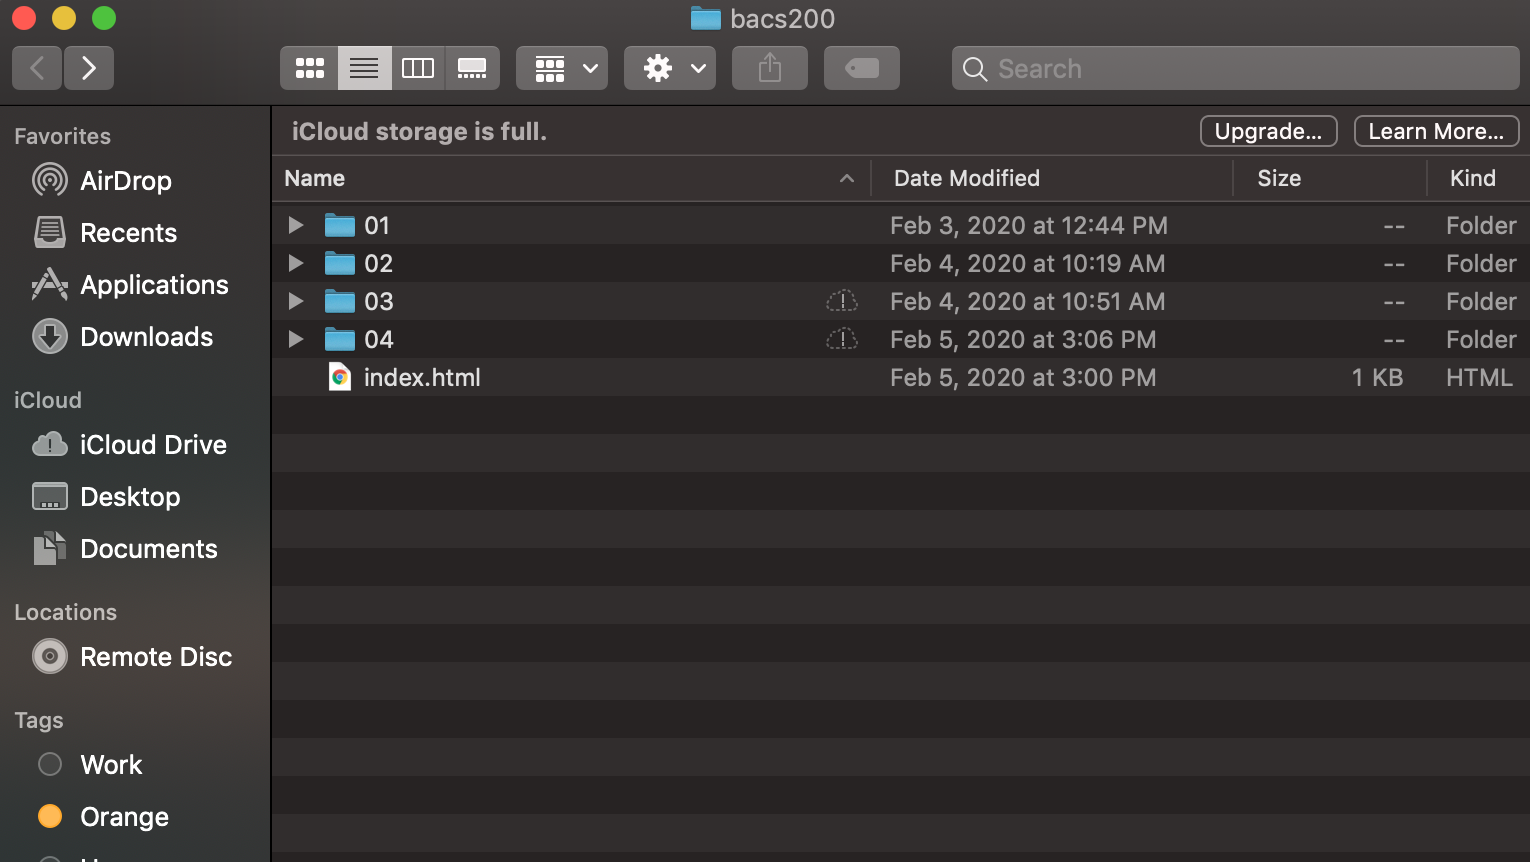 bacs200
Search
Favorites
AirDrop
Recents
Applications
Downloads
iCloud
iCloud Drive
Desktop
Documents
Locations
Remote Disc
Tags
Work
Orange
iCloud storage is full.
Upgrade...
Learn More...
Name Date Modified Size Kind
01 Feb 3, 2020 at 12:44 PM -- Folder
02 Feb 4, 2020 at 10:19 AM -- Folder
03 Feb 4, 2020 at 10:51 AM -- Folder
04 Feb 5, 2020 at 3:06 PM -- Folder
index.html Feb 5, 2020 at 3:00 PM 1 KB HTML